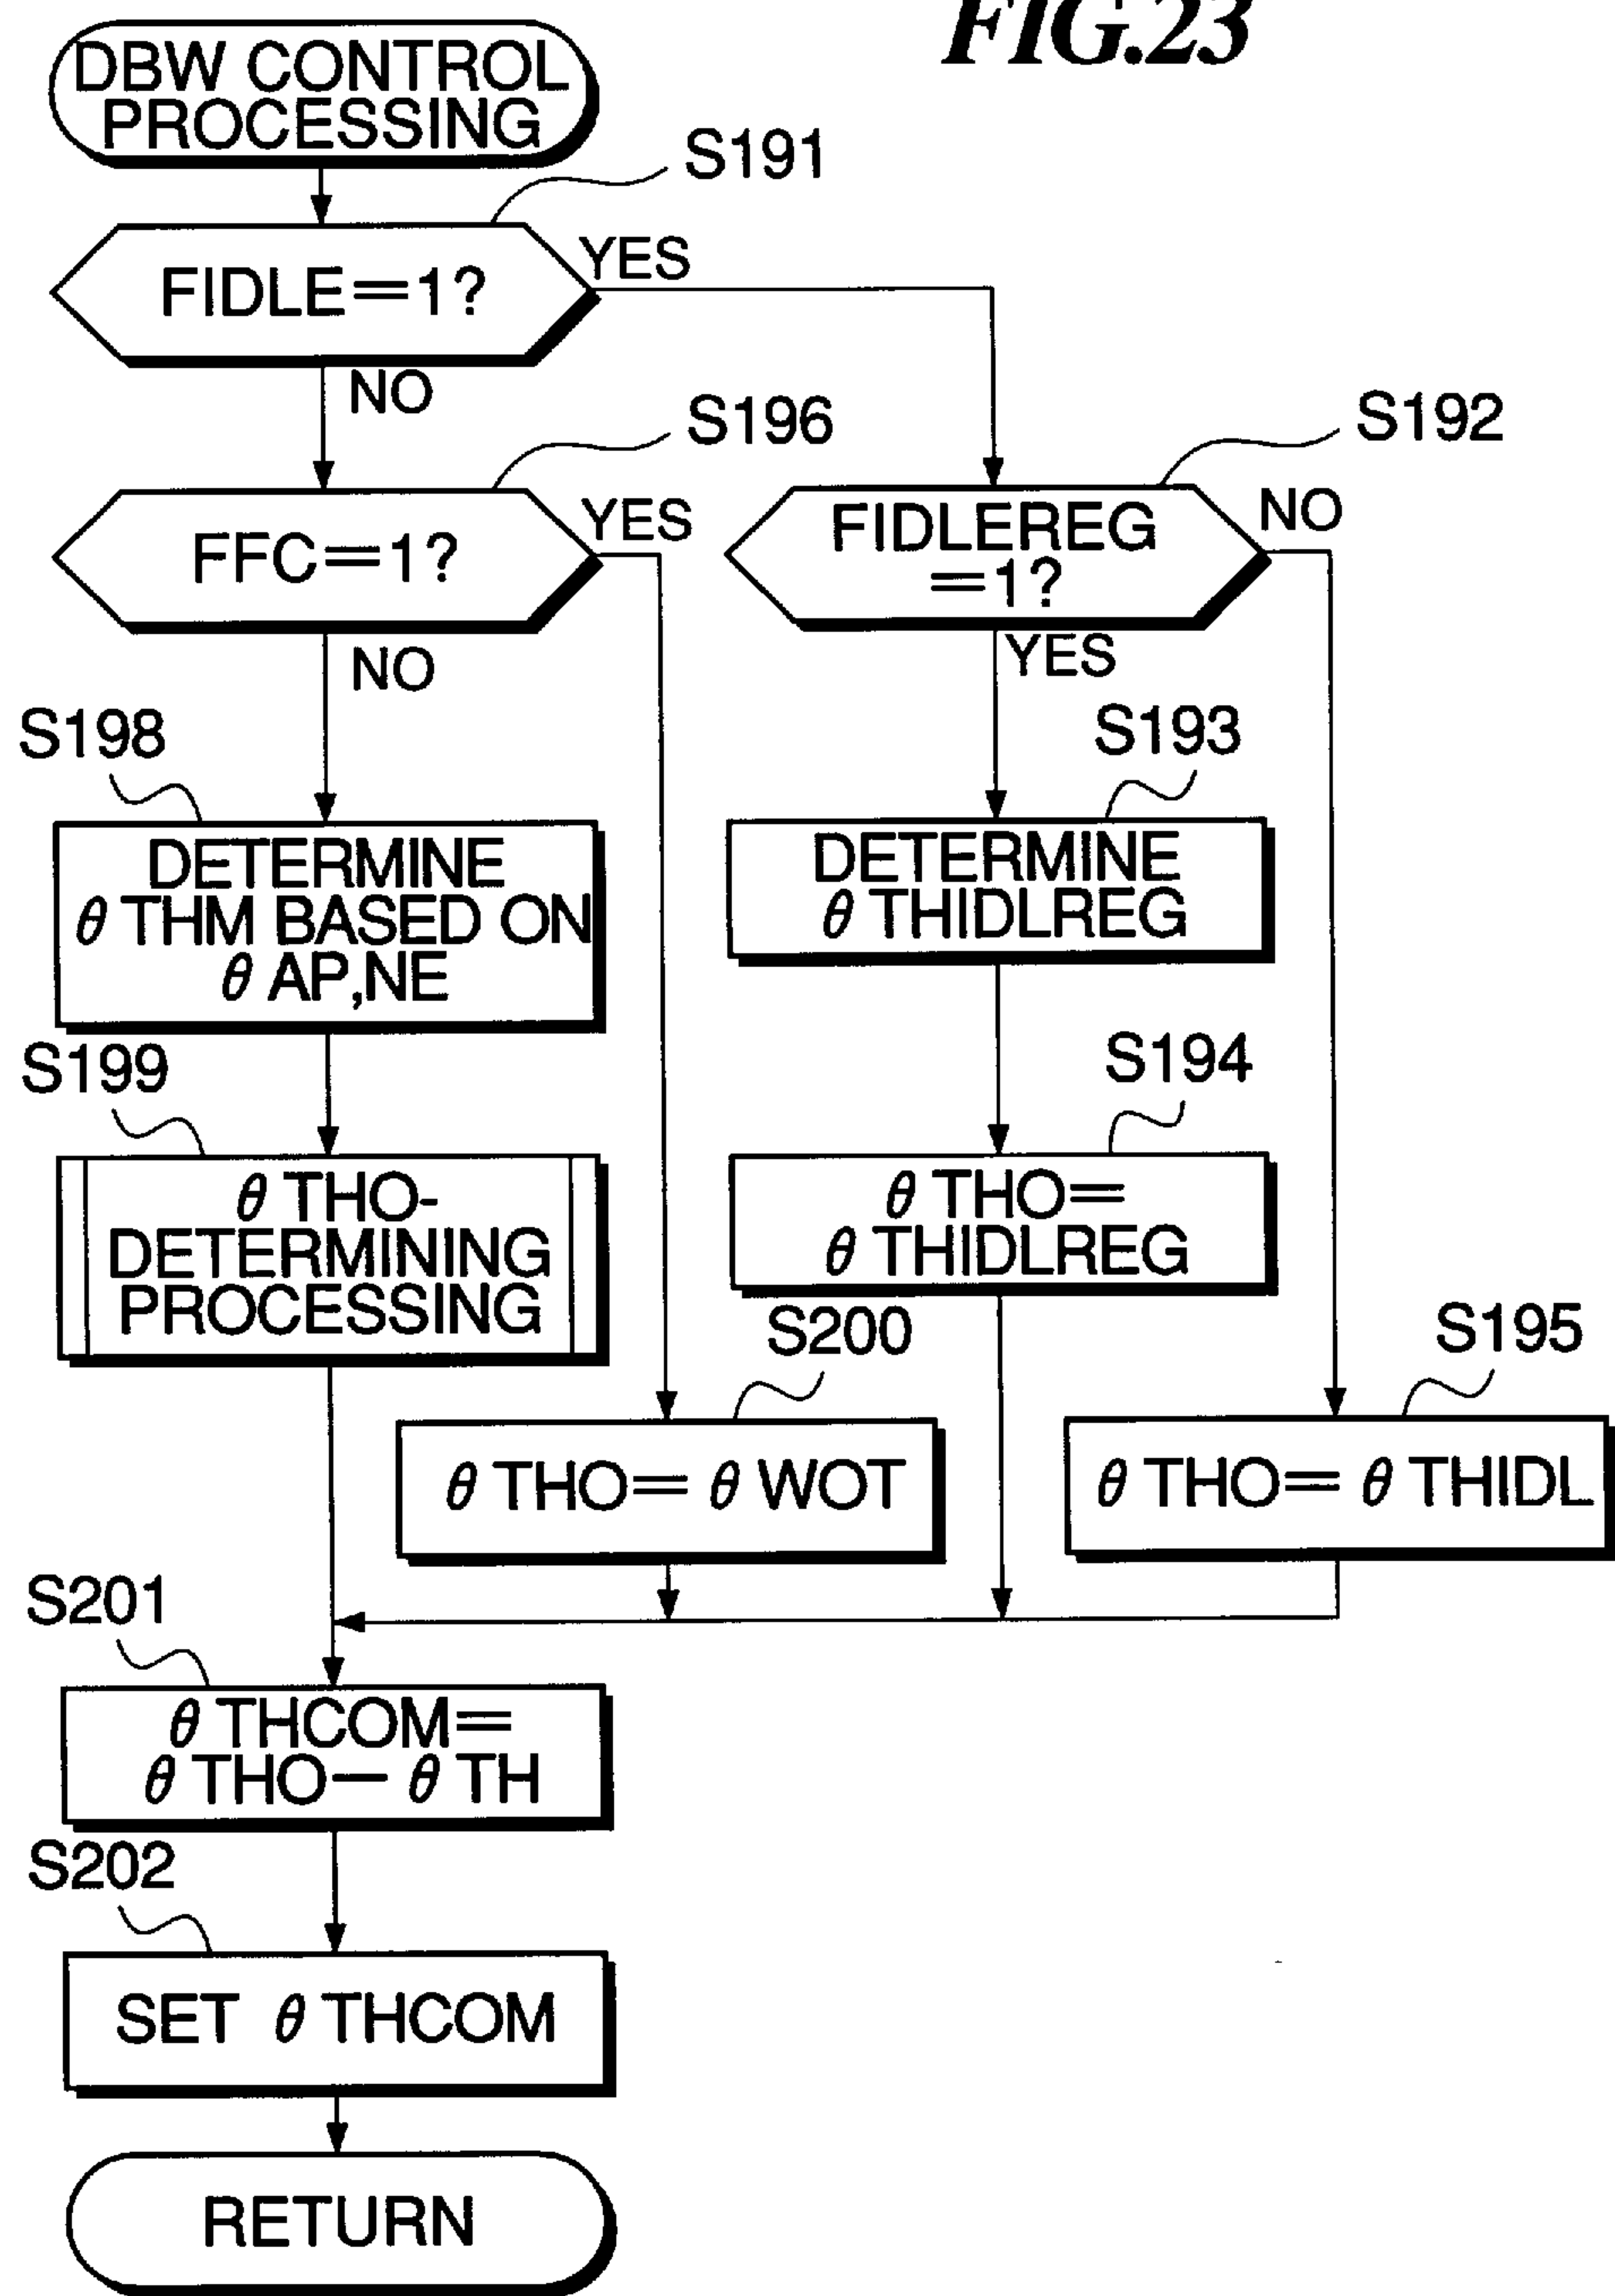 FIG.23
DBW CONTROL
PROCESSING
S191
FIDLE=1?
YES
NO
S196
FFC=1?
YES
NO
S192
FIDLEREG
=1?
NO
YES
S198
DETERMINE
θ THM BASED ON
θ AP,NE
S193
DETERMINE
θ THIDLREG
S199
θ THO-
DETERMINING
PROCESSING
S194
θ THO=
θ THIDLREG
S200
θ THO= θ WOT
S195
θ THO= θ THIDL
S201
θ THCOM=
θ THO— θ TH
S202
SET θ THCOM
RETURN